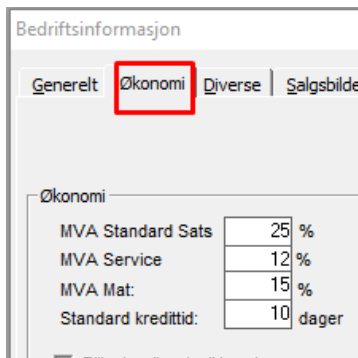 Bedriftsinformasjon
Generelt Økonomi Diverse Salgsbilde
Økonomi
MVA Standard Sats 25 %
MVA Service 12 %
MVA Mat: 15 %
Standard kredittid: 10 dager